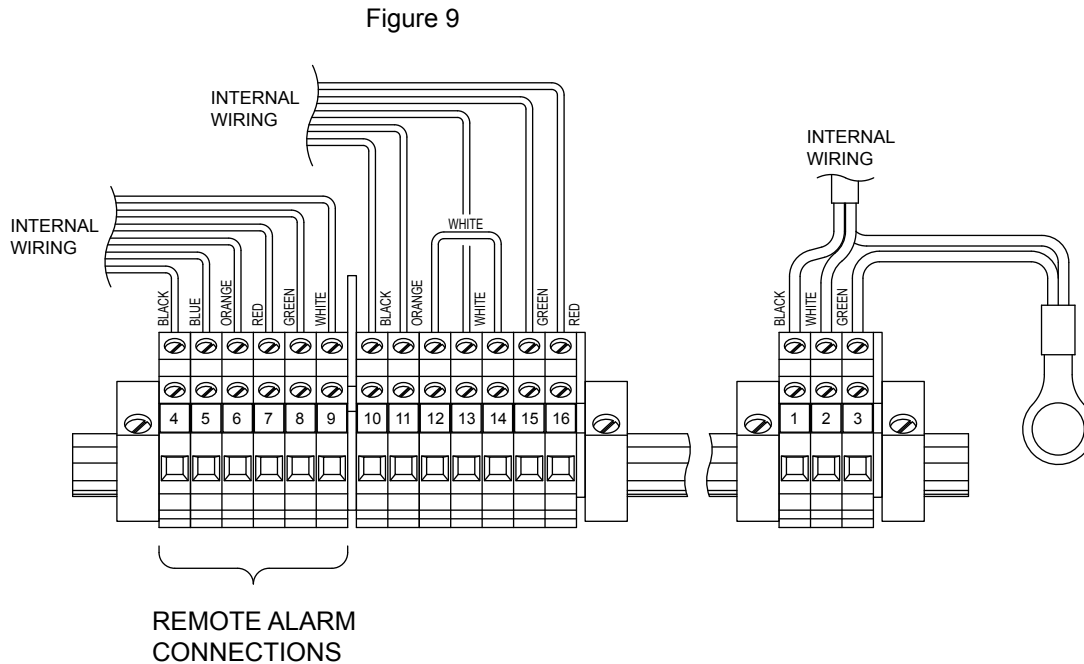 Figure 9
INTERNAL
WIRING
INTERNAL
WIRING
INTERNAL
WIRING
WHITE
BLACK
BLUE
ORANGE
RED
GREEN
WHITE
BLACK
ORANGE
WHITE
GREEN
RED
BLACK
WHITE
GREEN
4 5 6 7 8 9 10 11 12 13 14 15 16 1 2 3
REMOTE ALARM
CONNECTIONS